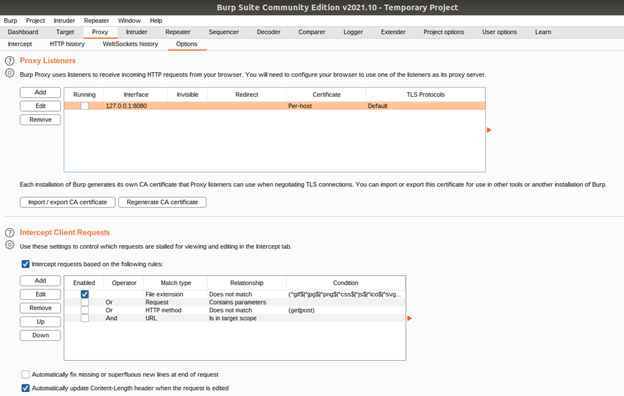 Burp Suite Community Edition v2021.10 - Temporary Project
Burp Project Intruder Repeater Window Help
Dashboard Target Proxy Intruder Repeater Sequencer Decoder Comparer Logger Extender Project options User options Learn
Intercept HTTP history WebSockets history Options
? Proxy Listeners
Burp Proxy uses listeners to receive incoming HTTP requests from your browser. You will need to configure your browser to use one of the listeners as its proxy server.
Add Running Interface Invisible Redirect Certificate TLS Protocols
Edit 127.0.0.1:8080 Per-host Default
Remove
Each installation of Burp generates its own CA certificate that Proxy listeners can use when negotiating TLS connections. You can import or export this certificate for use in other tools or another installation of Burp.
Import / export CA certificate Regenerate CA certificate
? Intercept Client Requests
Use these settings to control which requests are stalled for viewing and editing in the Intercept tab.
Intercept requests based on the following rules:
Add Enabled Operator Match type Relationship Condition
Edit File extension Does not match (^gif$|^jpg$|^png$|^css$|^js$|^ico$|^svg...
Or Request Contains parameters
Remove Or HTTP method Does not match (get|post)
Up And URL Is in target scope
Down
Automatically fix missing or superfluous new lines at end of request
Automatically update Content-Length header when the request is edited